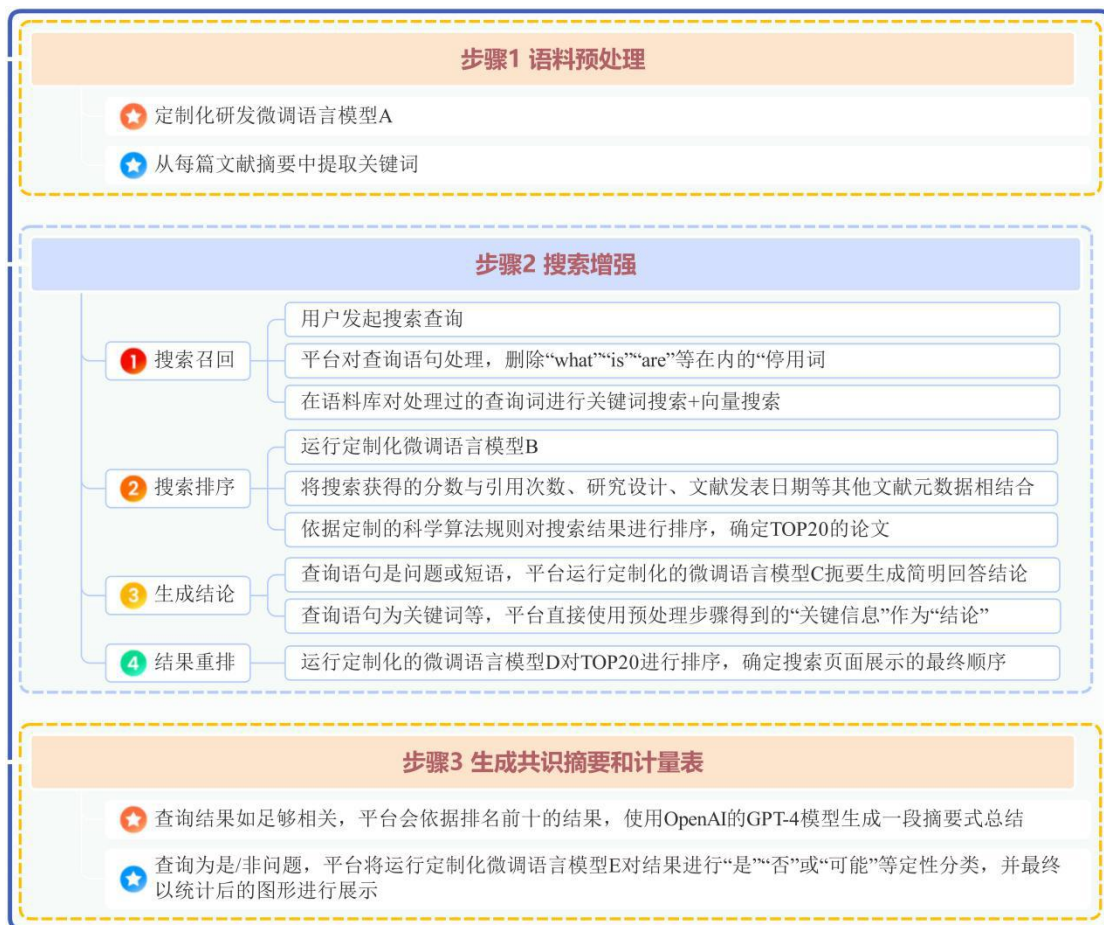 步骤1 语料预处理
定制化研发微调语言模型A
从每篇文献摘要中提取关键词
步骤2 搜索增强
1 搜索召回
用户发起搜索查询
平台对查询语句处理，删除“what”“is”“are”等在内的“停用词
在语料库对处理过的查询词进行关键词搜索+向量搜索
2 搜索排序
运行定制化微调语言模型B
将搜索获得的分数与引用次数、研究设计、文献发表日期等其他文献元数据相结合
依据定制的科学算法规则对搜索结果进行排序，确定TOP20的论文
3 生成结论
查询语句是问题或短语，平台运行定制化的微调语言模型C扼要生成简明回答结论
查询语句为关键词等，平台直接使用预处理步骤得到的“关键信息”作为“结论”
4 结果重排
运行定制化的微调语言模型D对TOP20进行排序，确定搜索页面展示的最终顺序
步骤3 生成共识摘要和计量表
查询结果如足够相关，平台会依据排名前十的结果，使用OpenAI的GPT-4模型生成一段摘要式总结
查询为是/非问题，平台将运行定制化微调语言模型E对结果进行“是”“否”或“可能”等定性分类，并最终
以统计后的图形进行展示